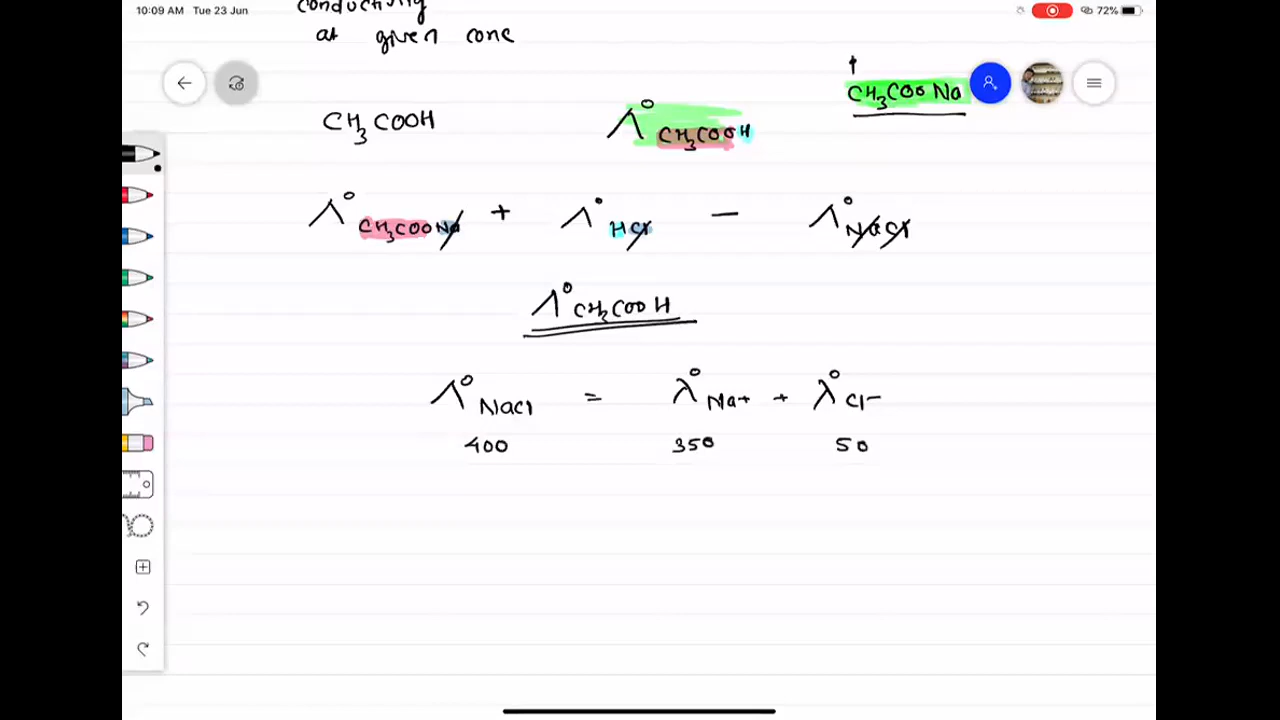 10:09 AM Tue 23 Jun 72%
conductivity
at given conc
CH3COONa
CH3COOH Λ° CH3COOH
Λ° CH3COONa + Λ° HCl − Λ° NaCl
Λ° CH3COOH
Λ° NaCl = λ° Na+ + λ° Cl−
400 350 50